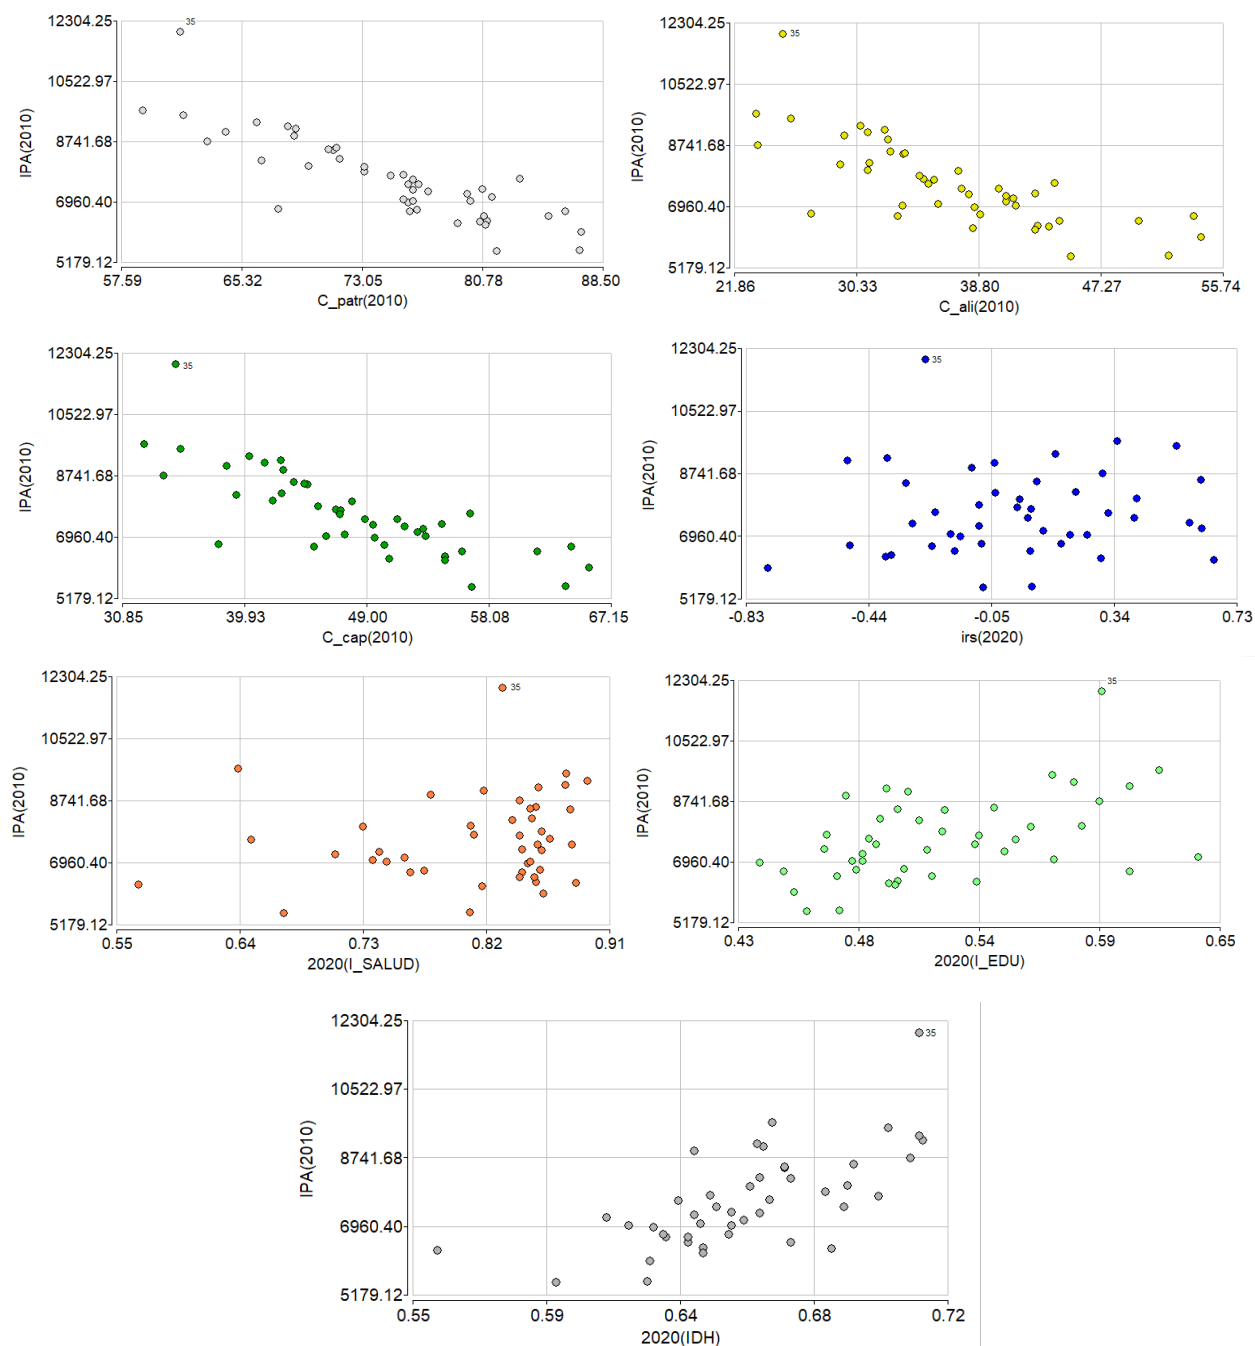 12304.25
10522.97
8741.68
6960.40
5179.12
IPA(2010)
35
57.59 65.32 73.05 80.78 88.50
C_patr(2010)
12304.25
10522.97
8741.68
6960.40
5179.12
IPA(2010)
35
21.86 30.33 38.80 47.27 55.74
C_ali(2010)
12304.25
10522.97
8741.68
6960.40
5179.12
IPA(2010)
35
30.85 39.93 49.00 58.08 67.15
C_cap(2010)
12304.25
10522.97
8741.68
6960.40
5179.12
IPA(2010)
35
-0.83 -0.44 -0.05 0.34 0.73
irs(2020)
12304.25
10522.97
8741.68
6960.40
5179.12
IPA(2010)
35
0.55 0.64 0.73 0.82 0.91
2020(I_SALUD)
12304.25
10522.97
8741.68
6960.40
5179.12
IPA(2010)
35
0.43 0.48 0.54 0.59 0.65
2020(I_EDU)
12304.25
10522.97
8741.68
6960.40
5179.12
IPA(2010)
35
0.55 0.59 0.64 0.68 0.72
2020(IDH)